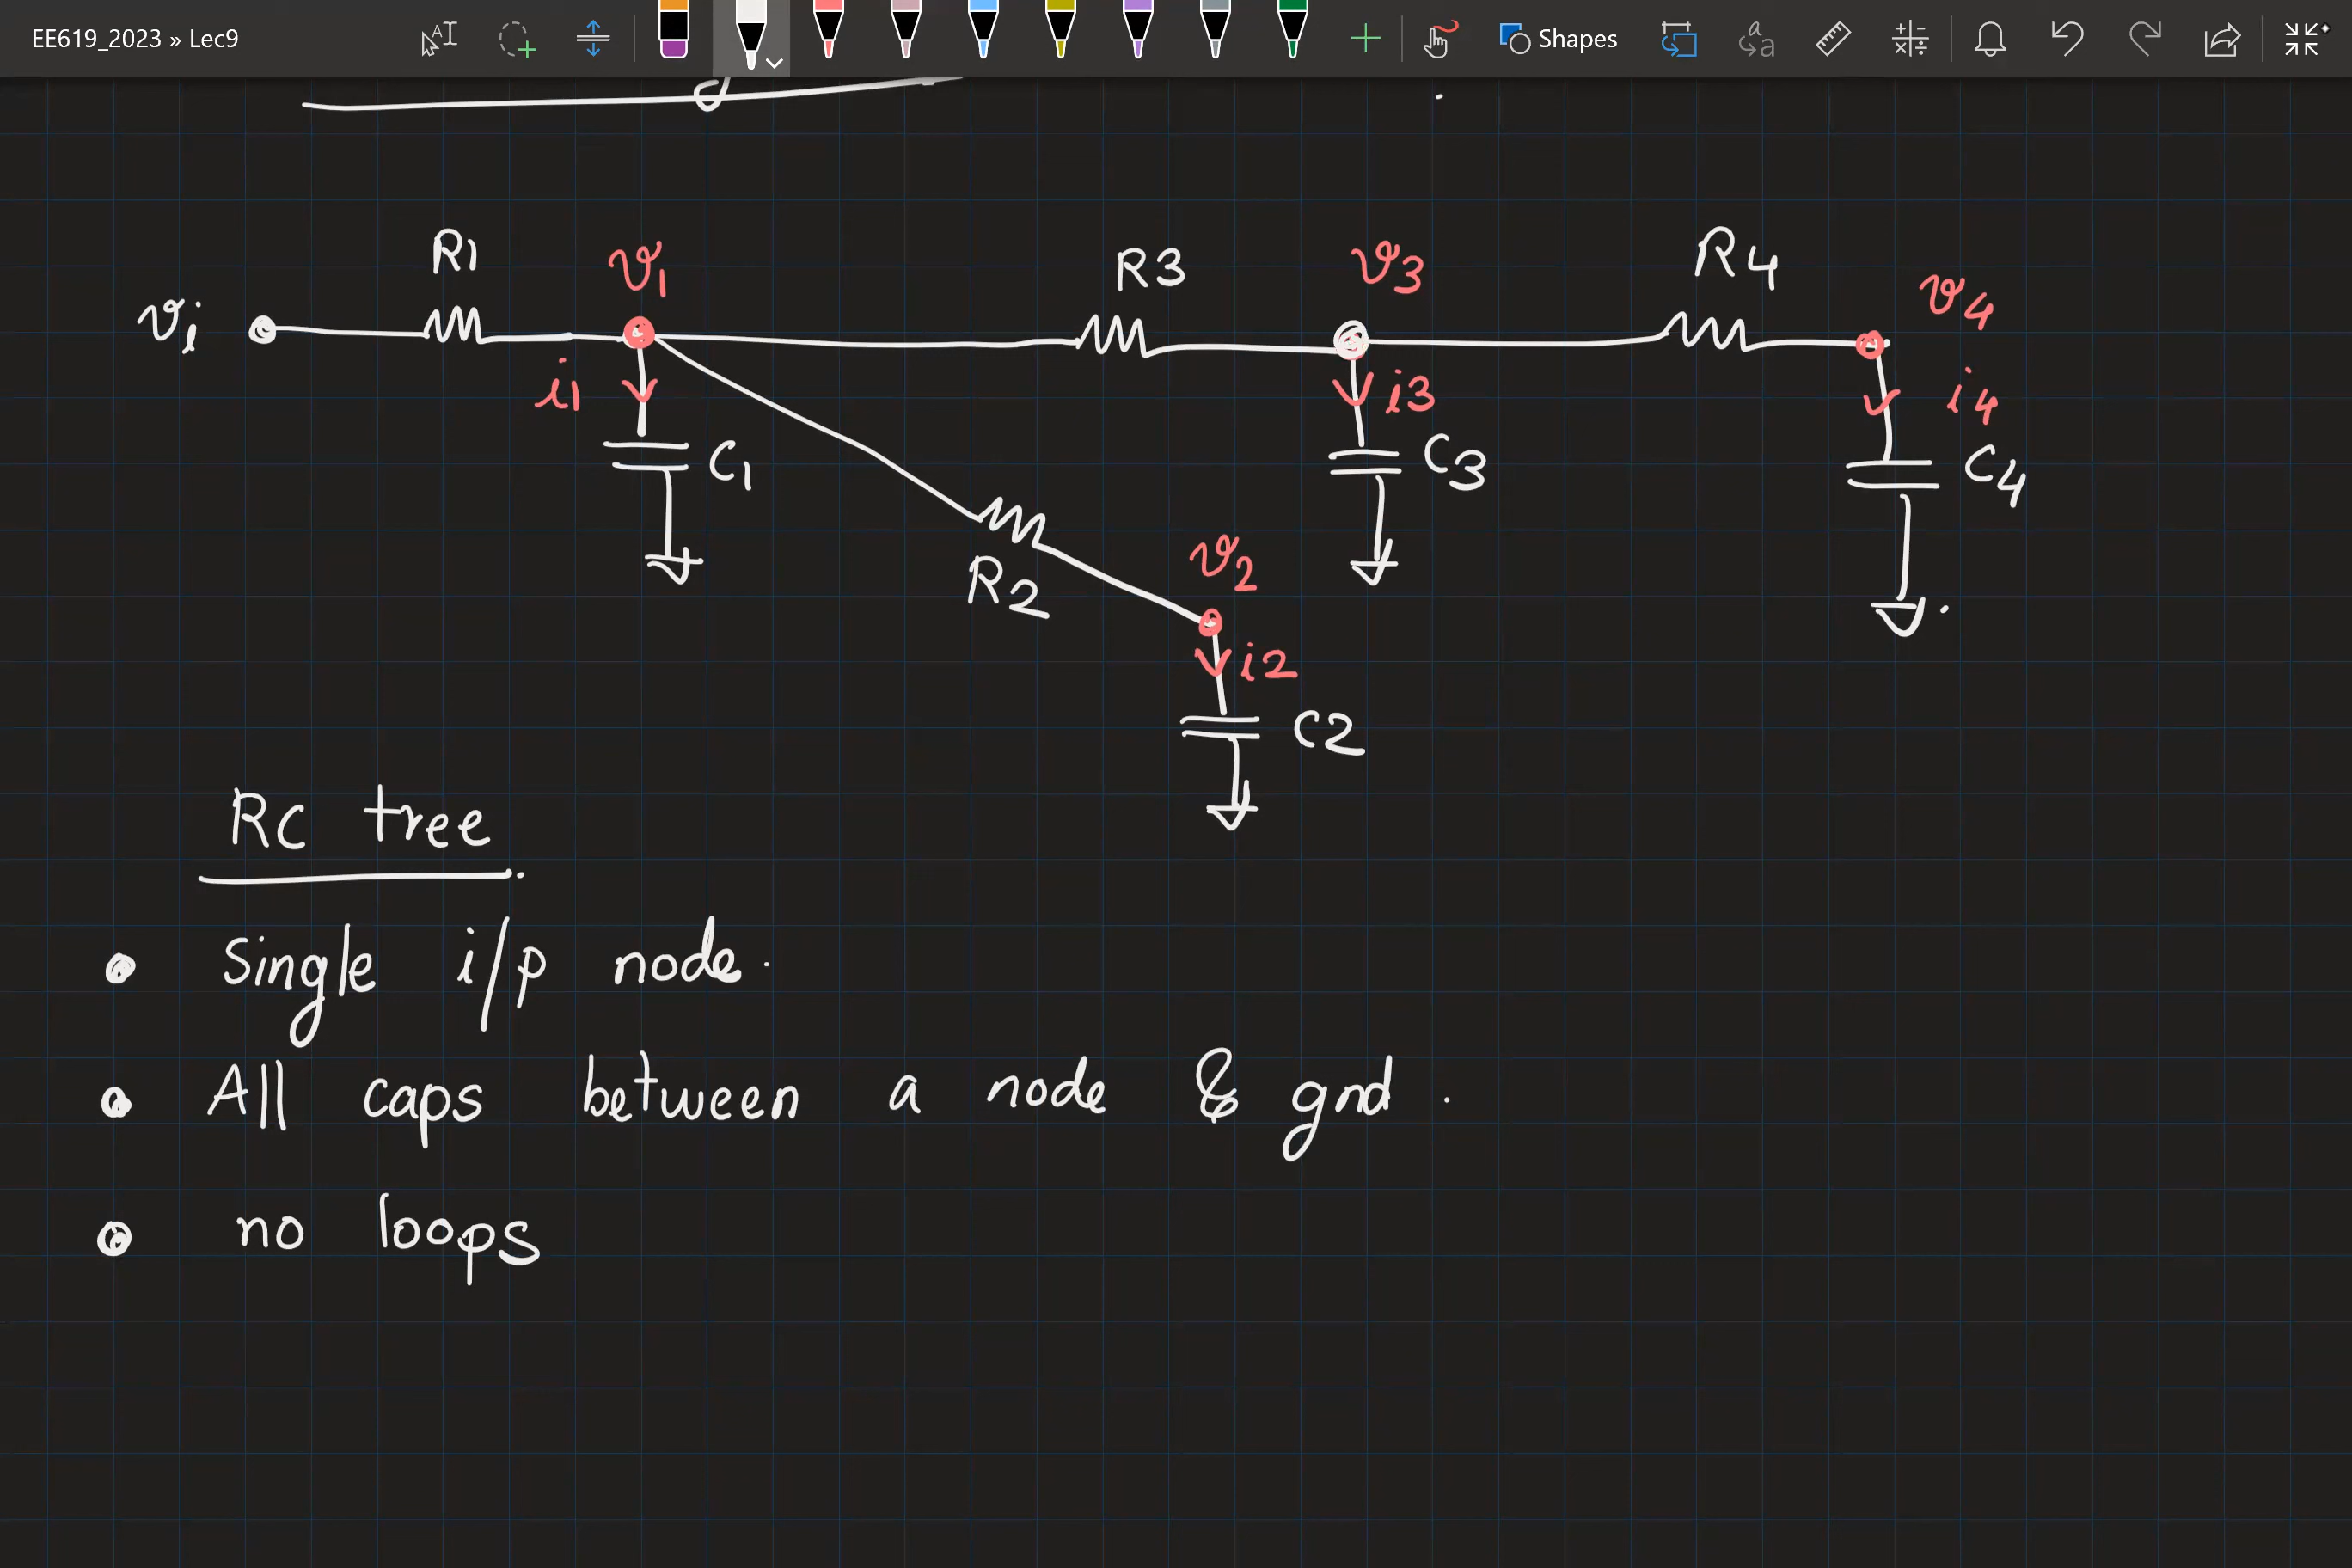 EE619_2023 » Lec9
Shapes
R1
v1
R3
v3
R4
v4
vi
i1
i3
i4
C1
C3
C4
R2
v2
i2
C2
RC tree
Single i/p node.
All caps between a node & gnd.
no loops